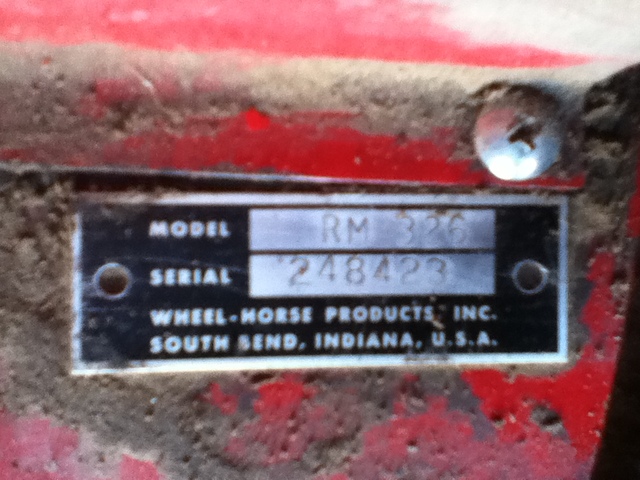 MODEL RM 326
SERIAL 248423
WHEEL-HORSE PRODUCTS, INC.
SOUTH BEND, INDIANA, U.S.A.